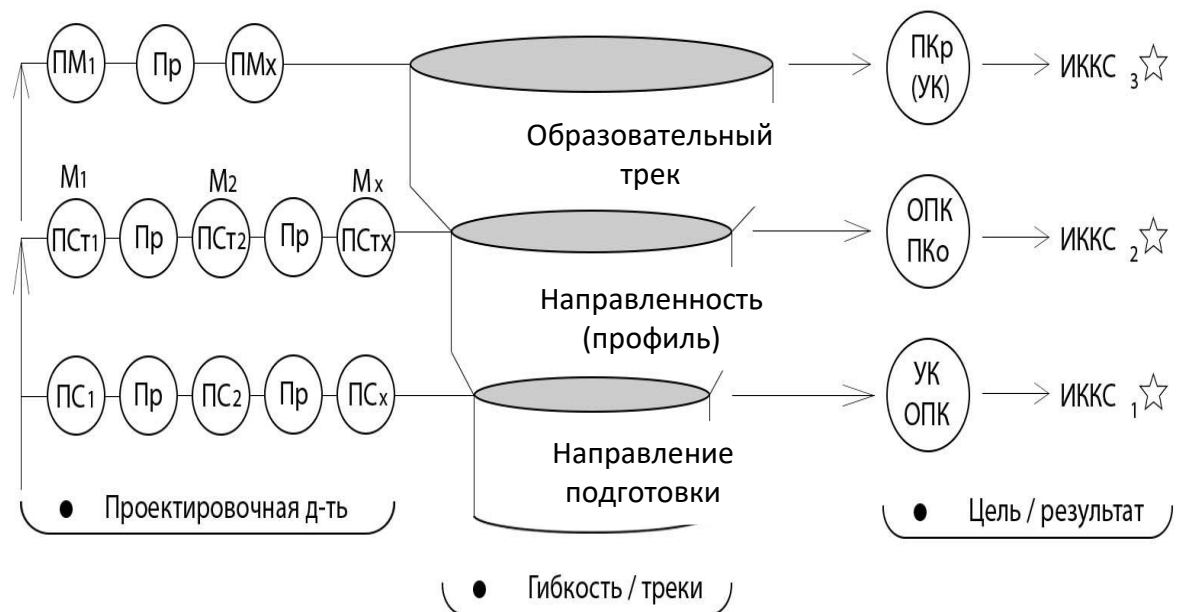 ПМ1 Пр ПМх
ПКр
(УК)
ИККС 3
Образовательный
трек
М1 М2 Мх
ПСт1 Пр ПСт2 Пр ПСтх
ОПК
ПКо
ИККС 2
Направленность
(профиль)
ПС1 Пр ПС2 Пр ПСх
УК
ОПК
ИККС 1
Направление
подготовки
Проектировочная д-ть
Цель / результат
Гибкость / треки